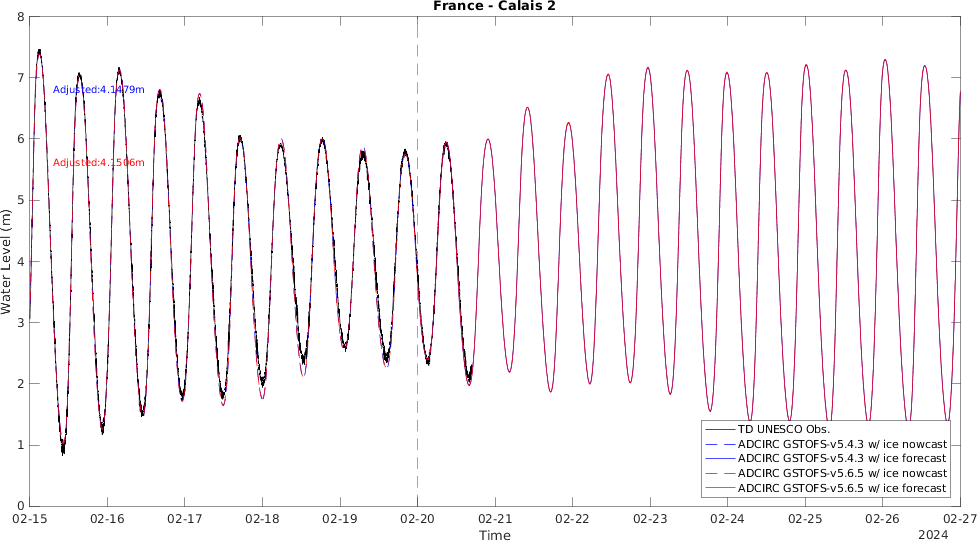 France - Calais 2
8
7
6
5
4
3
2
1
0
Water Level (m)
Adjusted:4.1479m
Adjusted:4.1506m
TD UNESCO Obs.
ADCIRC GSTOFS-v5.4.3 w/ ice nowcast
ADCIRC GSTOFS-v5.4.3 w/ ice forecast
ADCIRC GSTOFS-v5.6.5 w/ ice nowcast
ADCIRC GSTOFS-v5.6.5 w/ ice forecast
02-15 02-16 02-17 02-18 02-19 02-20 02-21 02-22 02-23 02-24 02-25 02-26 02-27
Time
2024